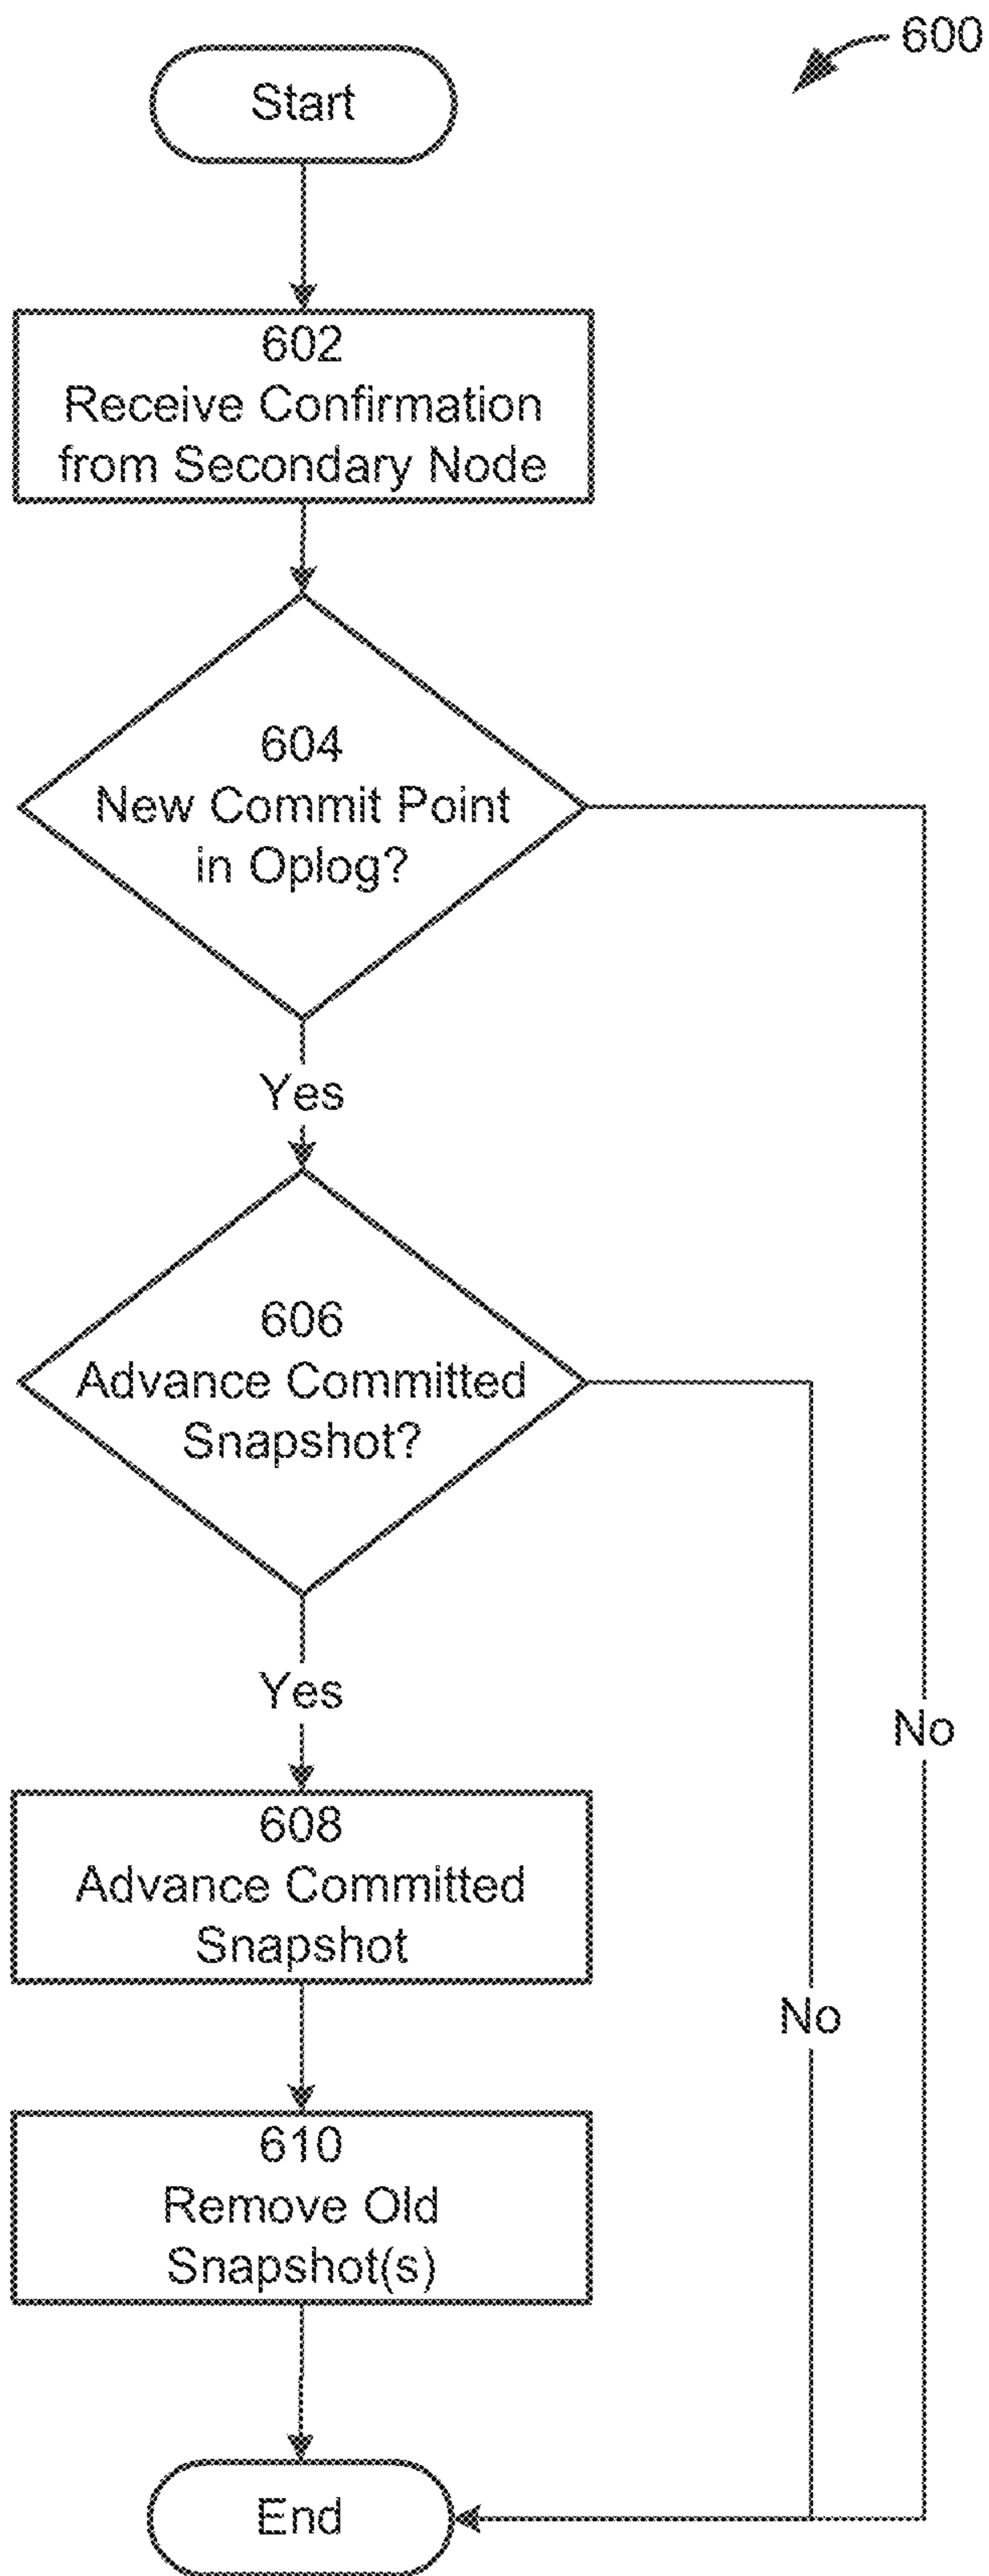 600
Start
602
Receive Confirmation
from Secondary Node
604
New Commit Point
in Oplog?
Yes
606
Advance Committed
Snapshot?
Yes
No
608
Advance Committed
Snapshot
No
610
Remove Old
Snapshot(s)
End